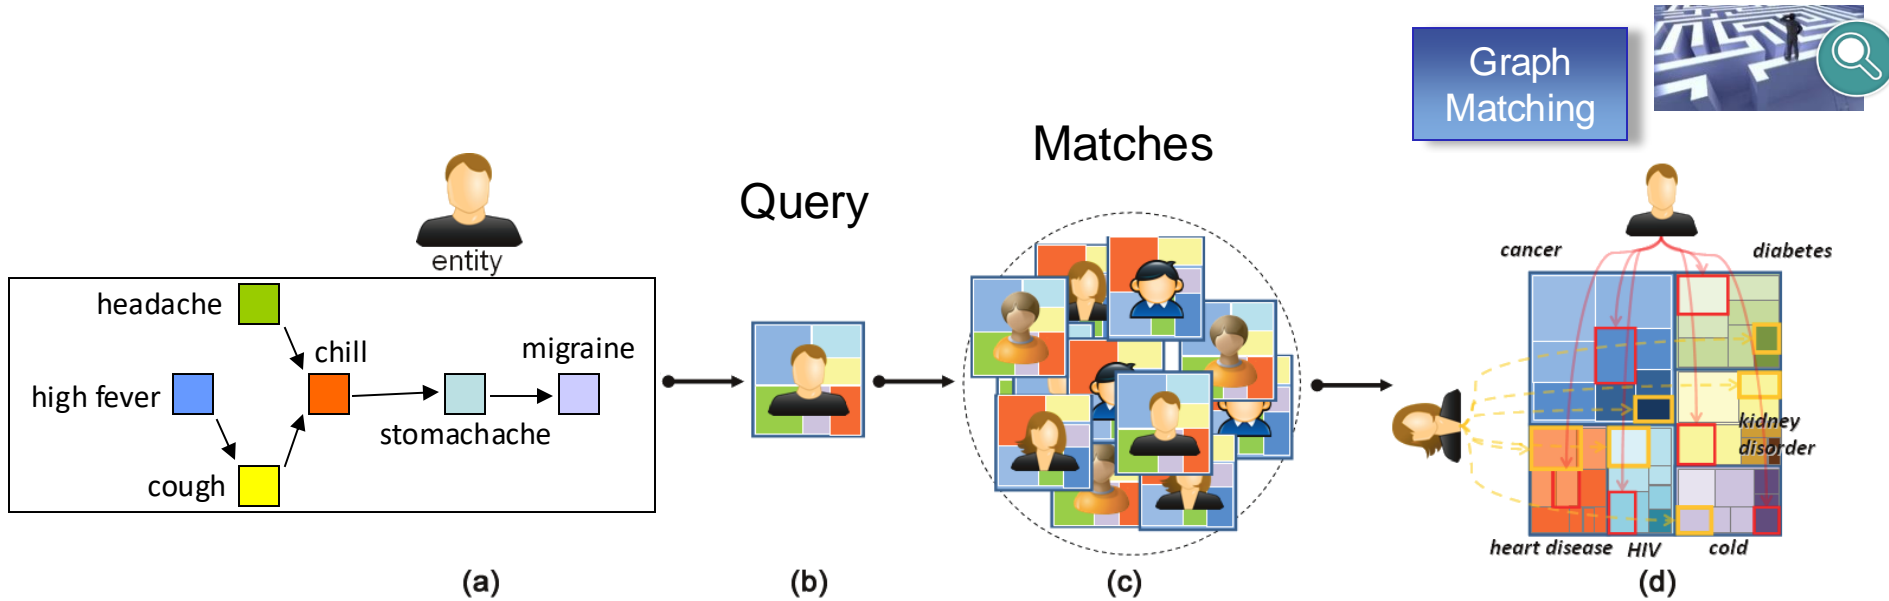 Graph
Matching
Matches
Query
entity
headache
chill
migraine
high fever
stomachache
cough
cancer
diabetes
kidney
disorder
heart disease
HIV
cold
(a)
(b)
(c)
(d)